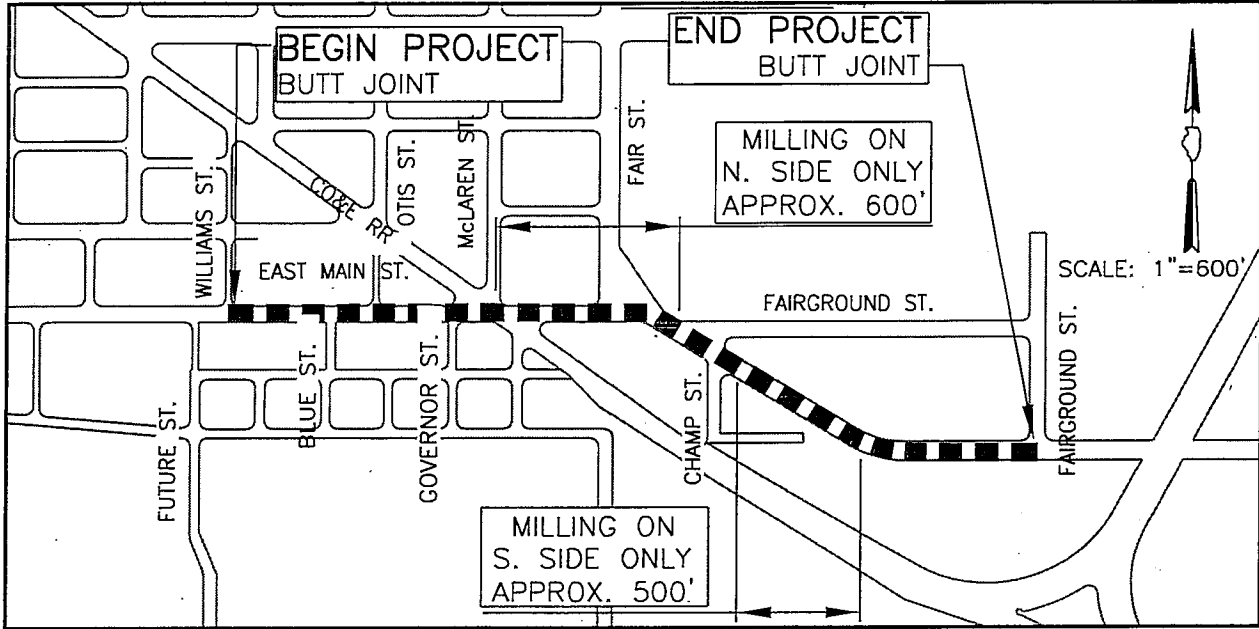 BEGIN PROJECT
BUTT JOINT
END PROJECT
BUTT JOINT
MILLING ON
N. SIDE ONLY
APPROX. 600'
SCALE: 1"=600'
WILLIAMS ST.
CO&E RR
OTIS ST.
McLAREN ST.
FAIR ST.
EAST MAIN ST.
FAIRGROUND ST.
FAIRGROUND ST.
FUTURE ST.
BLUE ST.
GOVERNOR ST.
CHAMP ST.
MILLING ON
S. SIDE ONLY
APPROX. 500'